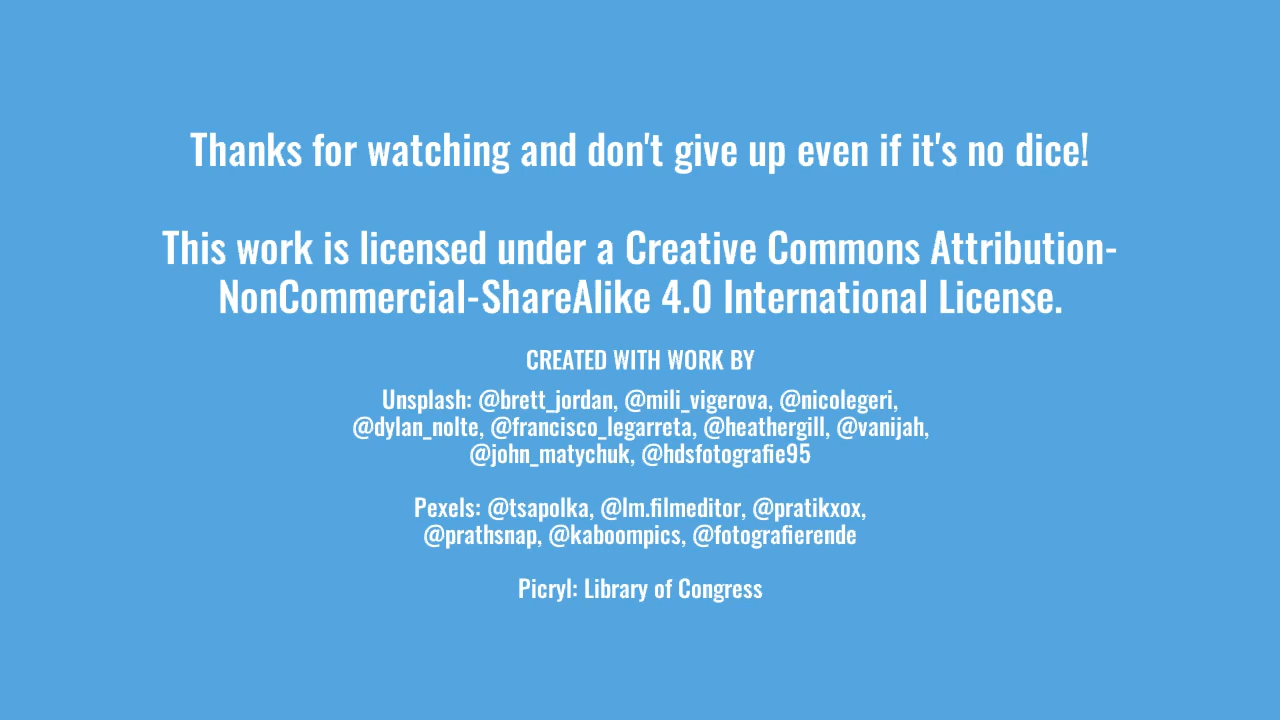 Thanks for watching and don't give up even if it's no dice!
This work is licensed under a Creative Commons Attribution-
NonCommercial-ShareAlike 4.0 International License.
CREATED WITH WORK BY
Unsplash: @brett_jordan, @mili_vigerova, @nicolegeri,
@dylan_nolte, @francisco_legarreta, @heathergill, @vanijah,
@john_matychuk, @hdsfotografie95
Pexels: @tsapolka, @lm.filmeditor, @pratikxox,
@prathsnap, @kaboompics, @fotografierende
Picryl: Library of Congress